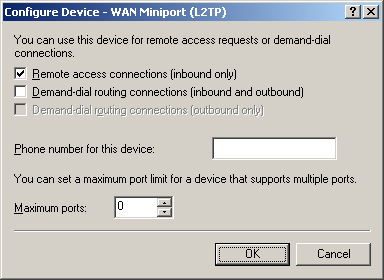 Configure Device - WAN Miniport (L2TP)
You can use this device for remote access requests or demand-dial
connections.
Remote access connections (inbound only)
Demand-dial routing connections (inbound and outbound)
Demand-dial routing connections (outbound only)
Phone number for this device:
You can set a maximum port limit for a device that supports multiple ports.
Maximum ports: 0
OK Cancel